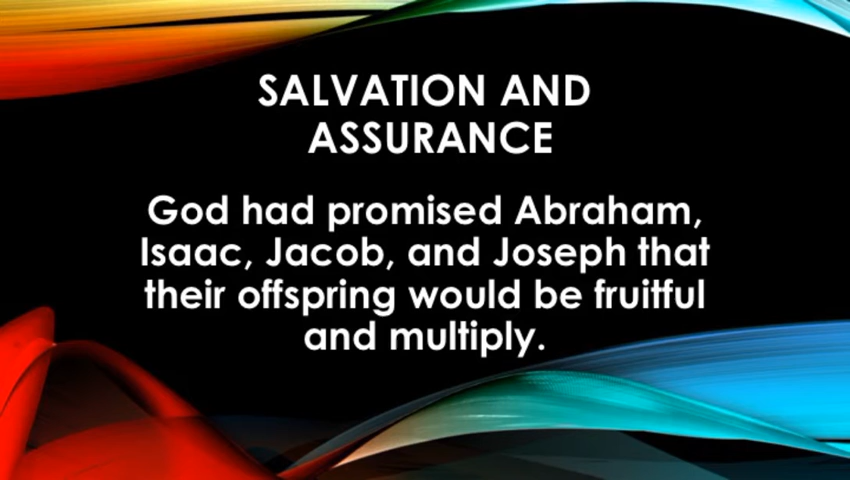 SALVATION AND
ASSURANCE
God had promised Abraham,
Isaac, Jacob, and Joseph that
their offspring would be fruitful
and multiply.